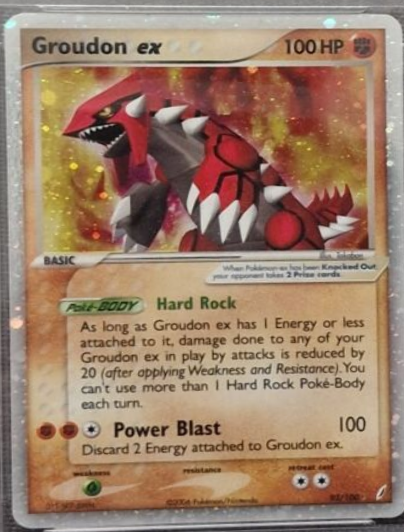 Groudon ex 100 HP
BASIC
Illus. Takabon
When Pokémon-ex has been Knocked Out,
your opponent takes 2 Prize cards.
Poké-BODY Hard Rock
As long as Groudon ex has 1 Energy or less
attached to it, damage done to any of your
Groudon ex in play by attacks is reduced by
20 (after applying Weakness and Resistance). You
can't use more than 1 Hard Rock Poké-Body
each turn.
Power Blast 100
Discard 2 Energy attached to Groudon ex.
weakness resistance retreat cost
©2004 Pokémon/Nintendo